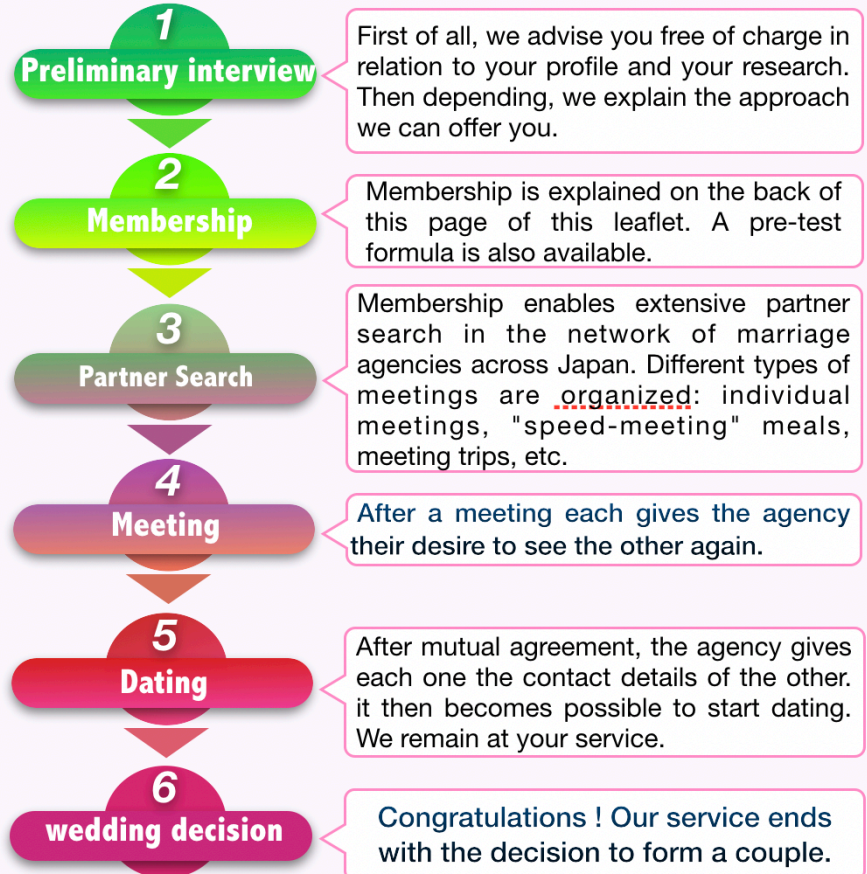 1
Preliminary interview
First of all, we advise you free of charge in
relation to your profile and your research.
Then depending, we explain the approach
we can offer you.
2
Membership
Membership is explained on the back of
this page of this leaflet. A pre-test
formula is also available.
3
Partner Search
Membership enables extensive partner
search in the network of marriage
agencies across Japan. Different types of
meetings are organized: individual
meetings, "speed-meeting" meals,
meeting trips, etc.
4
Meeting
After a meeting each gives the agency
their desire to see the other again.
5
Dating
After mutual agreement, the agency gives
each one the contact details of the other.
it then becomes possible to start dating.
We remain at your service.
6
wedding decision
Congratulations ! Our service ends
with the decision to form a couple.